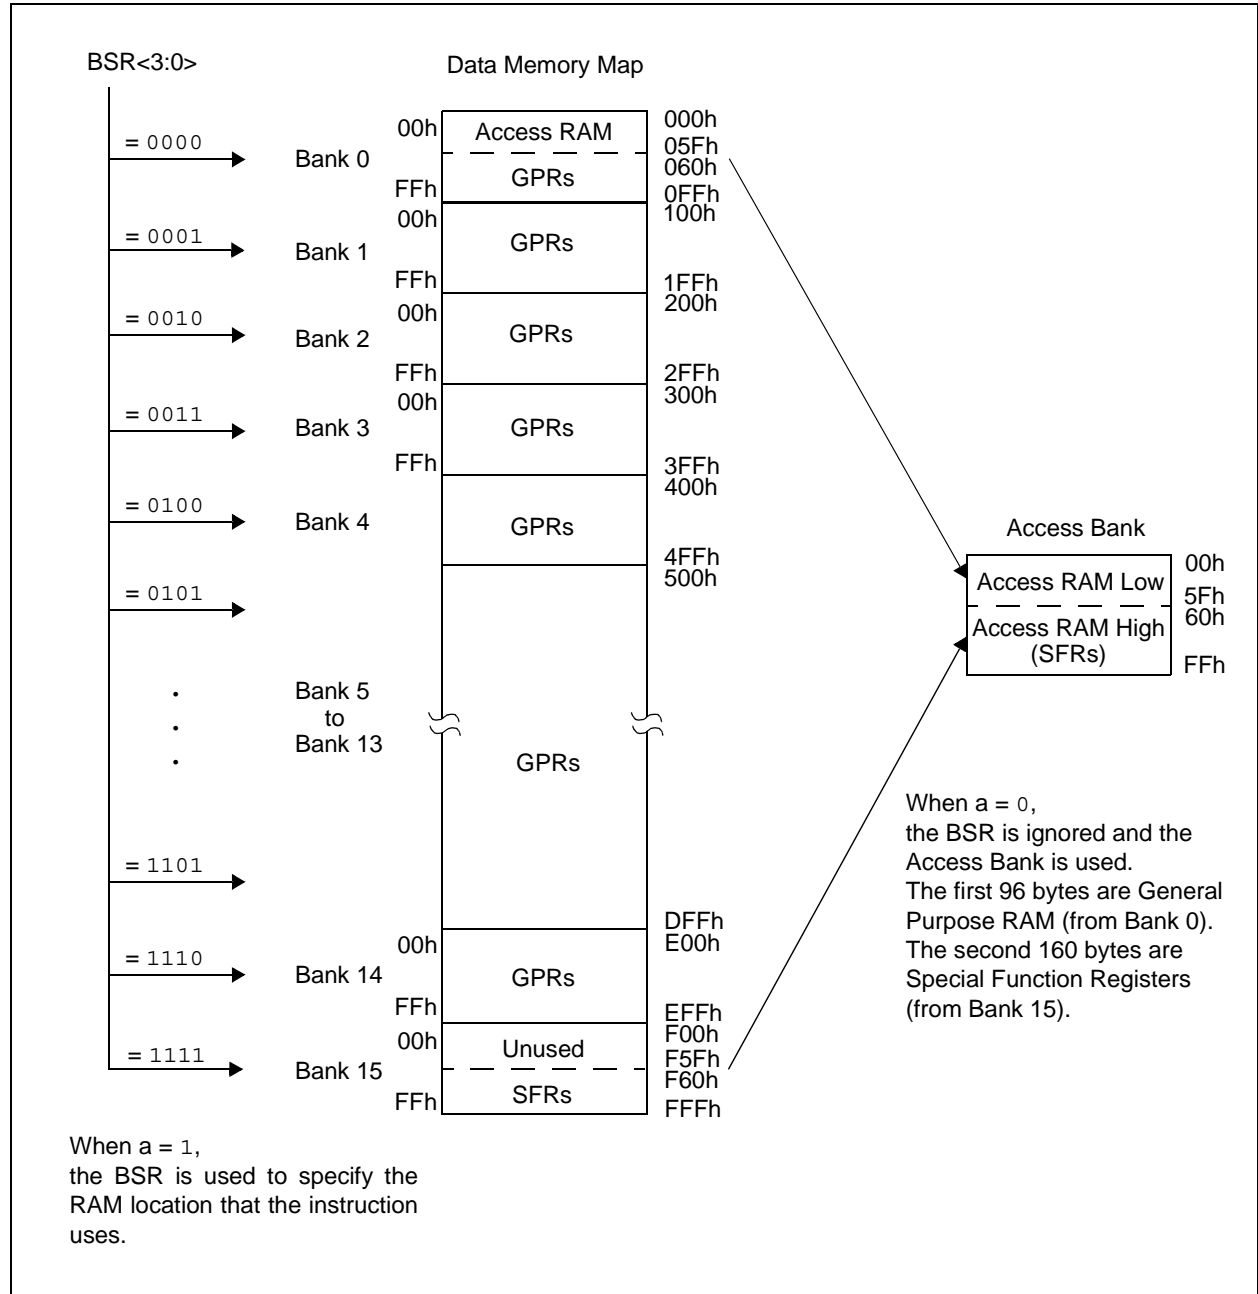 BSR<3:0>
Data Memory Map
= 0000
Bank 0
00h
Access RAM
000h
05Fh
060h
FFh
GPRs
0FFh
= 0001
Bank 1
00h
GPRs
100h
FFh
1FFh
= 0010
Bank 2
00h
GPRs
200h
FFh
2FFh
= 0011
Bank 3
00h
GPRs
300h
FFh
3FFh
= 0100
Bank 4
GPRs
400h
4FFh
= 0101
500h
.
.
.
Bank 5
to
Bank 13
GPRs
= 1101
DFFh
= 1110
Bank 14
00h
GPRs
E00h
FFh
EFFh
= 1111
Bank 15
00h
Unused
F00h
F5Fh
F60h
FFh
SFRs
FFFh
Access Bank
Access RAM Low
00h
5Fh
Access RAM High
(SFRs)
60h
FFh
When a = 0,
the BSR is ignored and the
Access Bank is used.
The first 96 bytes are General
Purpose RAM (from Bank 0).
The second 160 bytes are
Special Function Registers
(from Bank 15).
When a = 1,
the BSR is used to specify the
RAM location that the instruction
uses.